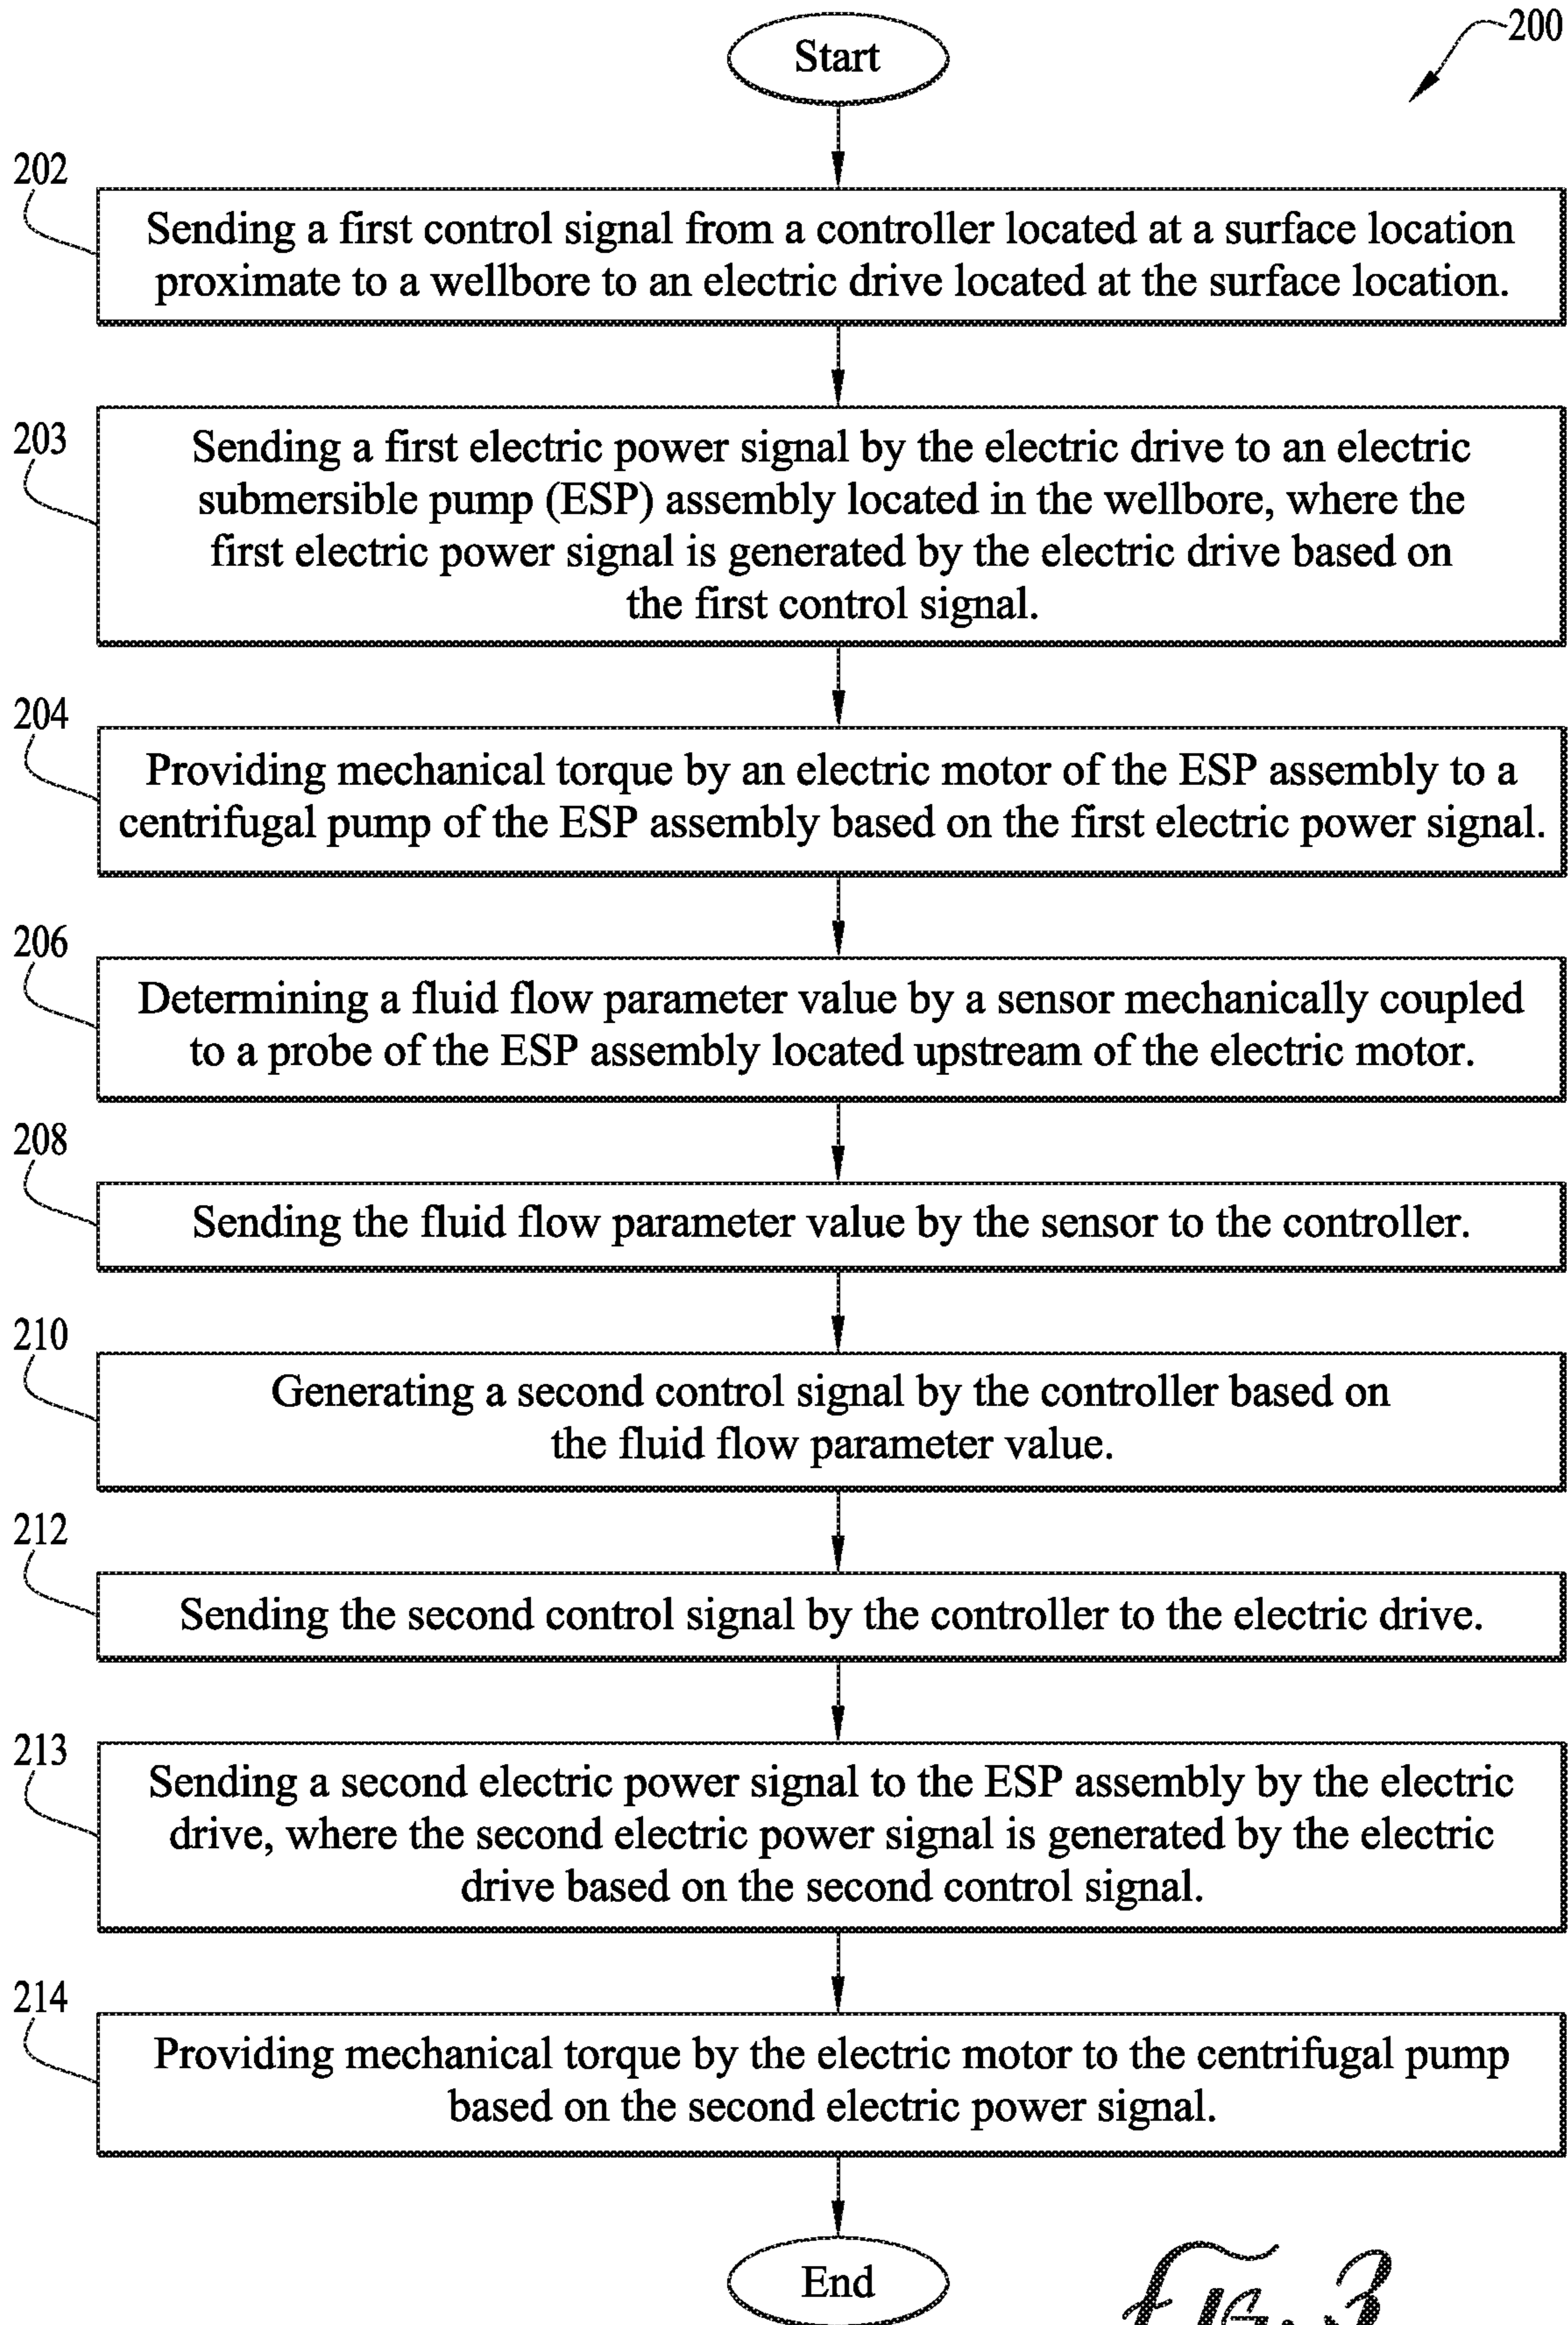 200
Start
202
Sending a first control signal from a controller located at a surface location
proximate to a wellbore to an electric drive located at the surface location.
203
Sending a first electric power signal by the electric drive to an electric
submersible pump (ESP) assembly located in the wellbore, where the
first electric power signal is generated by the electric drive based on
the first control signal.
204
Providing mechanical torque by an electric motor of the ESP assembly to a
centrifugal pump of the ESP assembly based on the first electric power signal.
206
Determining a fluid flow parameter value by a sensor mechanically coupled
to a probe of the ESP assembly located upstream of the electric motor.
208
Sending the fluid flow parameter value by the sensor to the controller.
210
Generating a second control signal by the controller based on
the fluid flow parameter value.
212
Sending the second control signal by the controller to the electric drive.
213
Sending a second electric power signal to the ESP assembly by the electric
drive, where the second electric power signal is generated by the electric
drive based on the second control signal.
214
Providing mechanical torque by the electric motor to the centrifugal pump
based on the second electric power signal.
End
FIG. 3